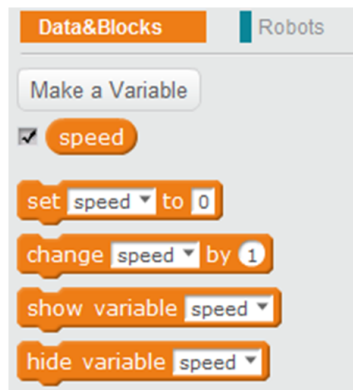 Data&Blocks Robots
Make a Variable
speed
set speed to 0
change speed by 1
show variable speed
hide variable speed